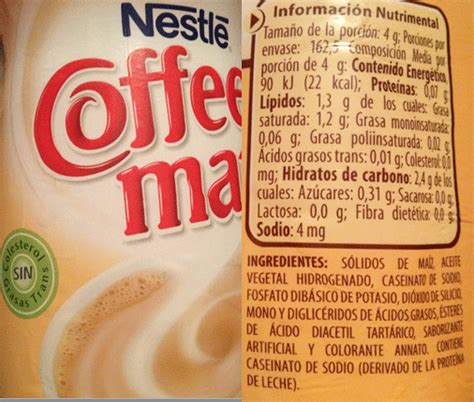 Nestlé
Coffee
ma
Colesterol
SIN
Grasas Trans
Información Nutrimental
Tamaño de la porción: 4 g; Porciones por
envase: 162,5 Composición Media por
porción de 4 g: Contenido Energético
90 kJ (22 kcal); Proteínas: 0,07 g
Lípidos: 1,3 g de los cuales: Grasa
saturada: 1,2 g; Grasa monoinsaturada:
0,06 g; Grasa poliinsaturada: 0,02 g
Ácidos grasos trans: 0,01 g; Colesterol: 0,0
mg; Hidratos de carbono: 2,4 g de los
cuales: Azúcares: 0,31 g; Sacarosa: 0,0 g
Lactosa: 0,0 g; Fibra dietética: 0,0 g
Sodio: 4 mg
INGREDIENTES: SÓLIDOS DE MAÍZ, ACEITE
VEGETAL HIDROGENADO, CASEINATO DE SODIO,
FOSFATO DIBÁSICO DE POTASIO, DIÓXIDO DE SILICIO,
MONO Y DIGLICÉRIDOS DE ÁCIDOS GRASOS, ÉSTERES
DE ÁCIDO DIACETIL TARTÁRICO, SABORIZANTE
ARTIFICIAL Y COLORANTE ANNATO. CONTIENE
CASEINATO DE SODIO (DERIVADO DE LA PROTEÍNA
DE LECHE).